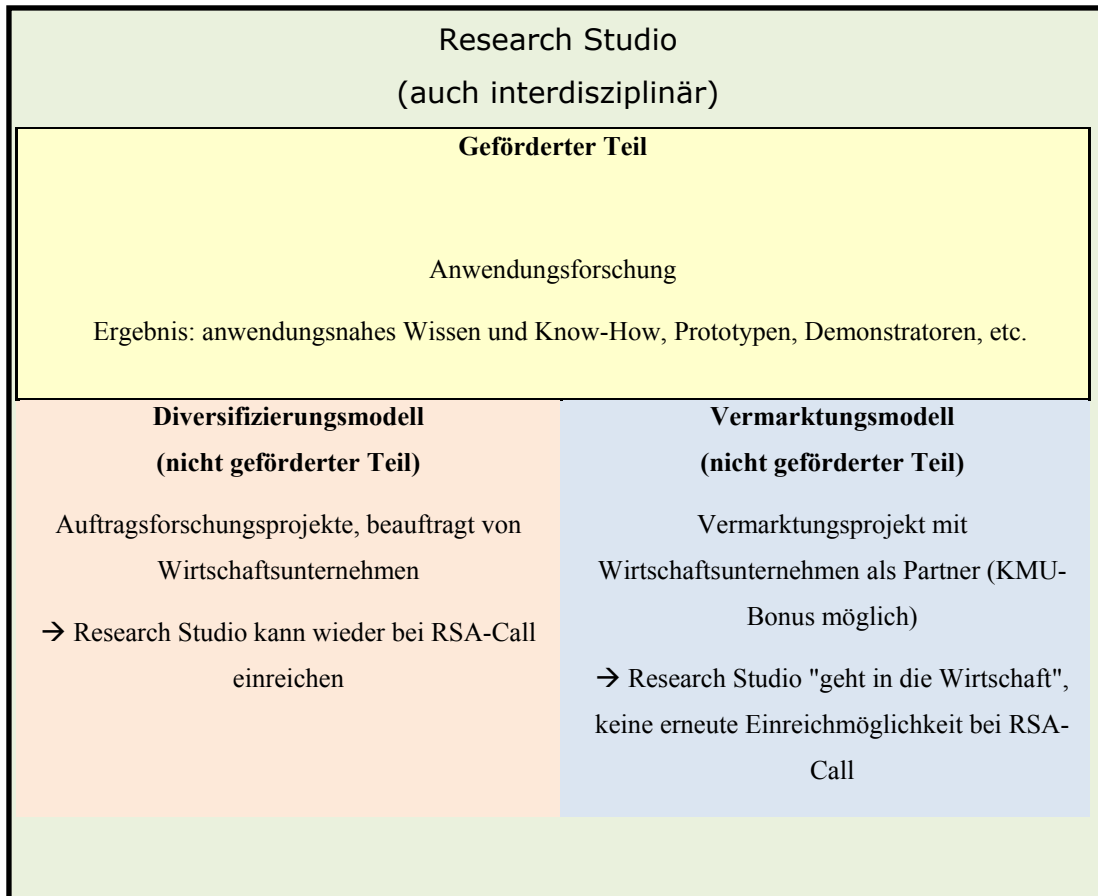 Research Studio
(auch interdisziplinär)
Geförderter Teil
Anwendungsforschung
Ergebnis: anwendungsnahes Wissen und Know-How, Prototypen, Demonstratoren, etc.
Diversifizierungsmodell
(nicht geförderter Teil)
Auftragsforschungsprojekte, beauftragt von
Wirtschaftsunternehmen
→ Research Studio kann wieder bei RSA-Call
einreichen
Vermarktungsmodell
(nicht geförderter Teil)
Vermarktungsprojekt mit
Wirtschaftsunternehmen als Partner (KMU-
Bonus möglich)
→ Research Studio "geht in die Wirtschaft",
keine erneute Einreichmöglichkeit bei RSA-
Call